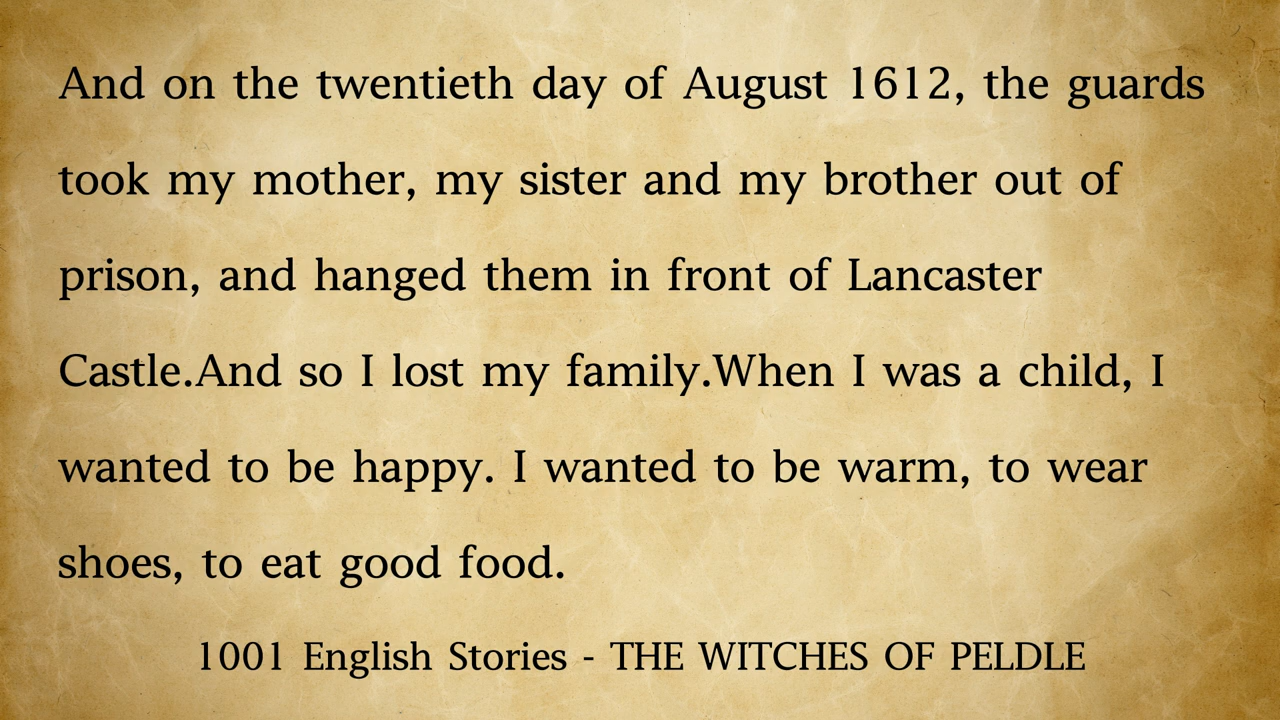 And on the twentieth day of August 1612, the guards
took my mother, my sister and my brother out of
prison, and hanged them in front of Lancaster
Castle.And so I lost my family.When I was a child, I
wanted to be happy. I wanted to be warm, to wear
shoes, to eat good food.
1001 English Stories - THE WITCHES OF PELDLE